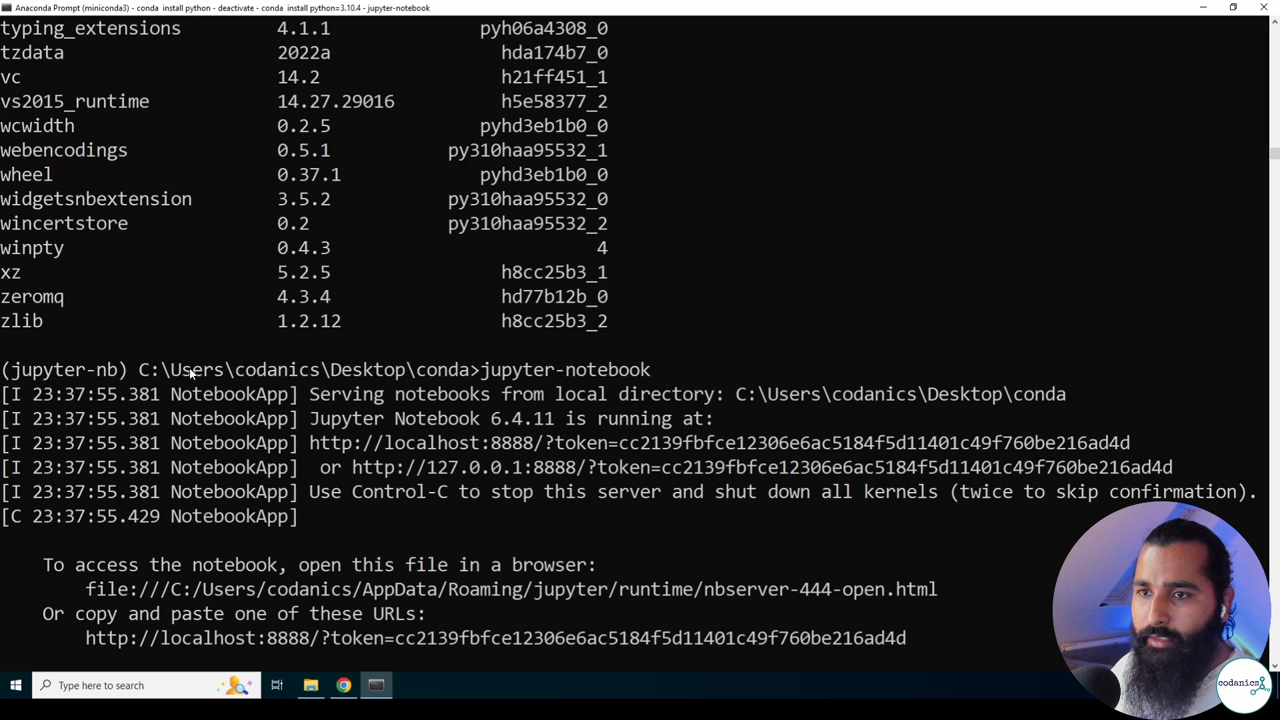 Anaconda Prompt (miniconda3) - conda install python - deactivate - conda install python=3.10.4 - jupyter-notebook
typing_extensions 4.1.1 pyh06a4308_0
tzdata 2022a hda174b7_0
vc 14.2 h21ff451_1
vs2015_runtime 14.27.29016 h5e58377_2
wcwidth 0.2.5 pyhd3eb1b0_0
webencodings 0.5.1 py310haa95532_1
wheel 0.37.1 pyhd3eb1b0_0
widgetsnbextension 3.5.2 py310haa95532_0
wincertstore 0.2 py310haa95532_2
winpty 0.4.3 4
xz 5.2.5 h8cc25b3_1
zeromq 4.3.4 hd77b12b_0
zlib 1.2.12 h8cc25b3_2
(jupyter-nb) C:\Users\codanics\Desktop\conda>jupyter-notebook
[I 23:37:55.381 NotebookApp] Serving notebooks from local directory: C:\Users\codanics\Desktop\conda
[I 23:37:55.381 NotebookApp] Jupyter Notebook 6.4.11 is running at:
[I 23:37:55.381 NotebookApp] http://localhost:8888/?token=cc2139fbfce12306e6ac5184f5d11401c49f760be216ad4d
[I 23:37:55.381 NotebookApp]  or http://127.0.0.1:8888/?token=cc2139fbfce12306e6ac5184f5d11401c49f760be216ad4d
[I 23:37:55.381 NotebookApp] Use Control-C to stop this server and shut down all kernels (twice to skip confirmation).
[C 23:37:55.429 NotebookApp]
To access the notebook, open this file in a browser:
file:///C:/Users/codanics/AppData/Roaming/jupyter/runtime/nbserver-444-open.html
Or copy and paste one of these URLs:
http://localhost:8888/?token=cc2139fbfce12306e6ac5184f5d11401c49f760be216ad4d
Type here to search
codanics